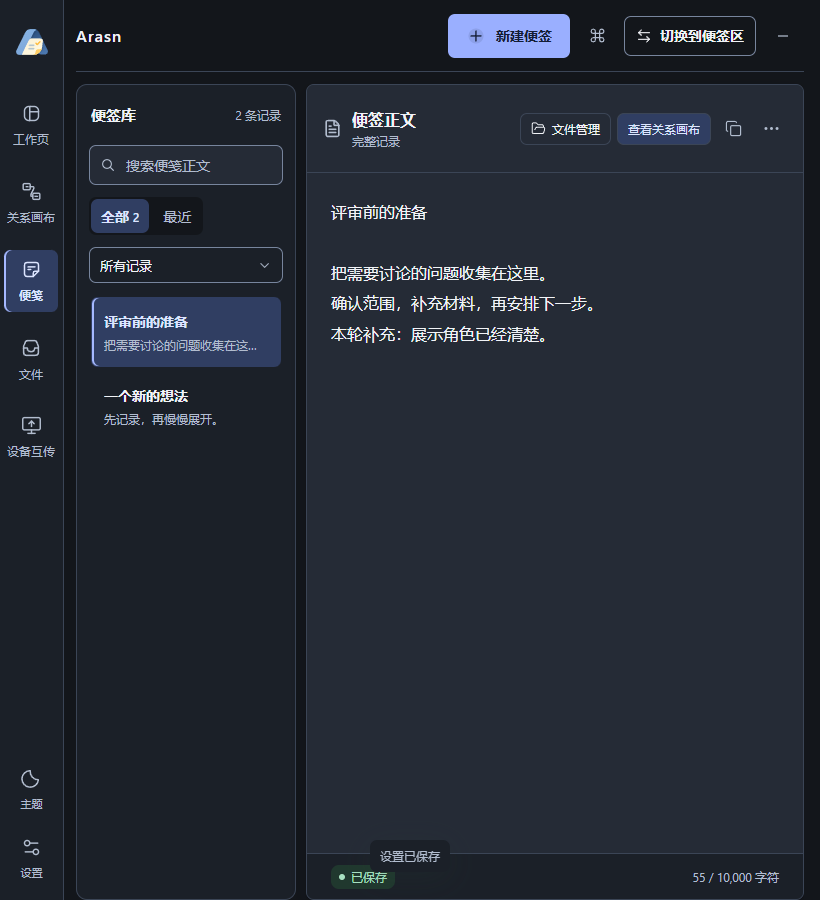 Arasn
新建便签
切换到便签区
工作页
关系画布
便笺
文件
设备互传
主题
设置
便签库
2 条记录
搜索便笺正文
全部 2
最近
所有记录
评审前的准备
把需要讨论的问题收集在这...
一个新的想法
先记录，再慢慢展开。
便签正文
完整记录
文件管理
查看关系画布
评审前的准备
把需要讨论的问题收集在这里。
确认范围，补充材料，再安排下一步。
本轮补充：展示角色已经清楚。
设置已保存
已保存
55 / 10,000 字符